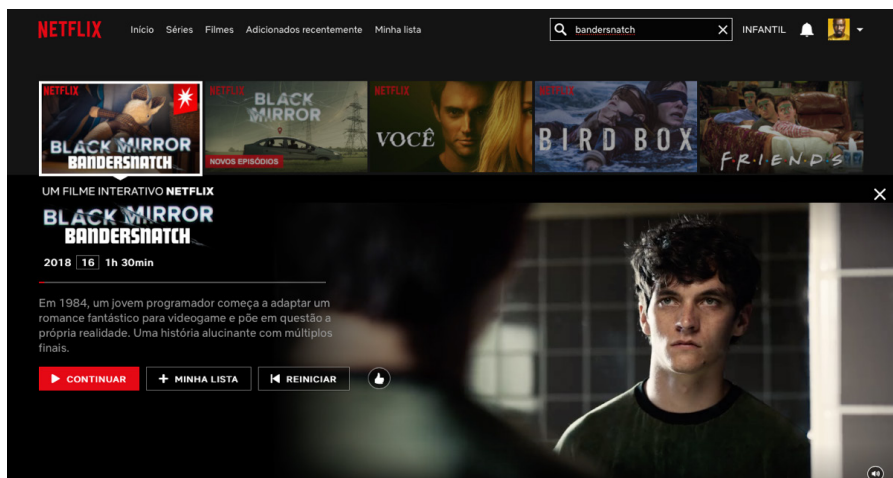 NETFLIX Início Séries Filmes Adicionados recentemente Minha lista bandersnatch INFANTIL
NETFLIX NETFLIX NETFLIX NETFLIX
BLACK MIRROR
BANDERSNATCH
BLACK
MIRROR
NOVOS EPISÓDIOS
VOCÊ
BIRD BOX
F·R·I·E·N·D·S
UM FILME INTERATIVO NETFLIX
BLACK MIRROR
BANDERSNATCH
2018 16 1h 30min
Em 1984, um jovem programador começa a adaptar um
romance fantástico para videogame e põe em questão a
própria realidade. Uma história alucinante com múltiplos
finais.
CONTINUAR + MINHA LISTA REINICIAR